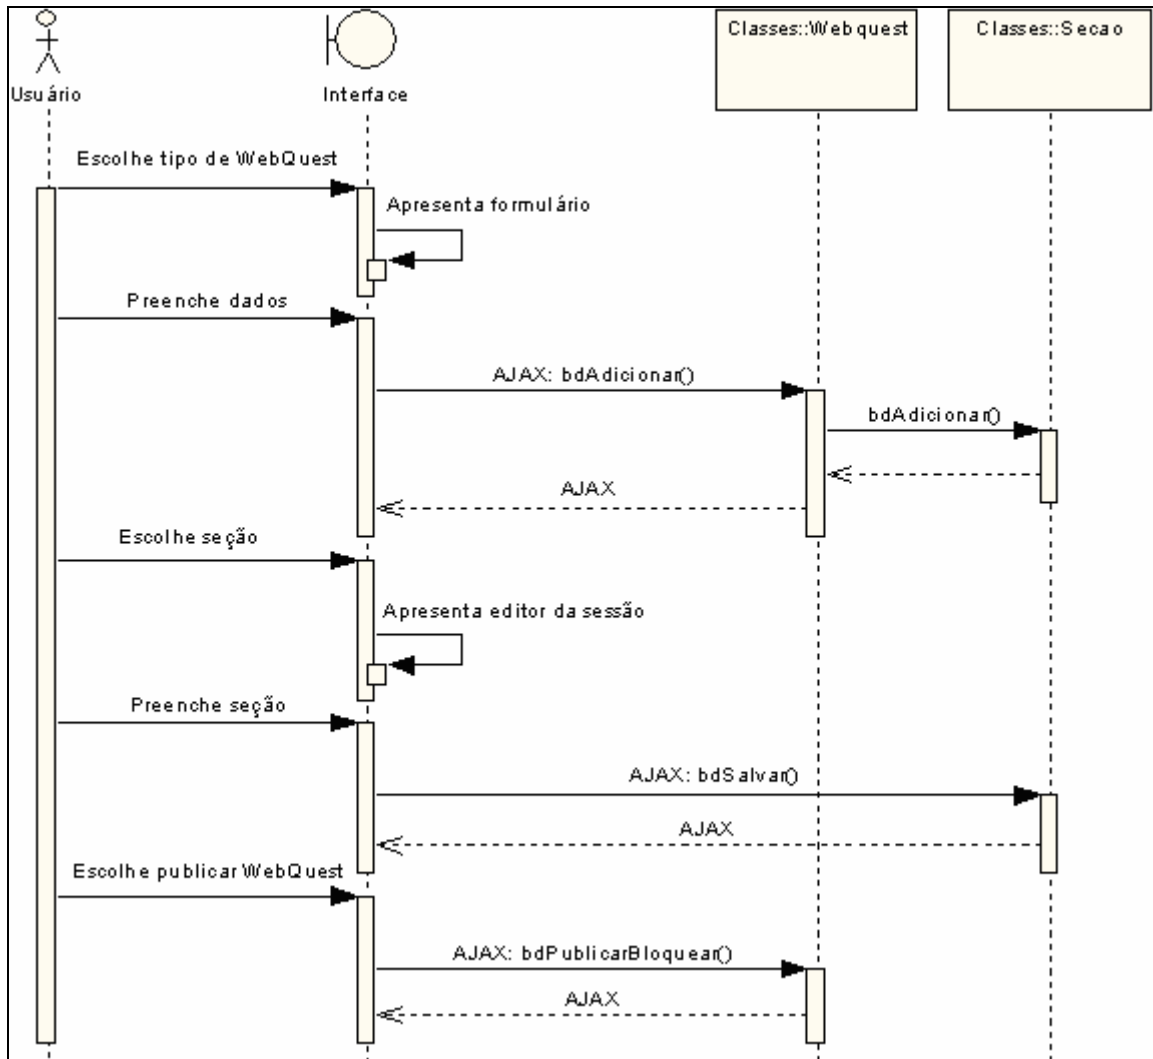 Classes::Webquest
Classes::Secao
Usuário
Interface
Escolhe tipo de WebQuest
Apresenta formulário
Preenche dados
AJAX: bdAdicionar()
bdAdicionar()
AJAX
Escolhe seção
Apresenta editor da sessão
Preenche seção
AJAX: bdSalvar()
AJAX
Escolhe publicar WebQuest
AJAX: bdPublicarBloquear()
AJAX